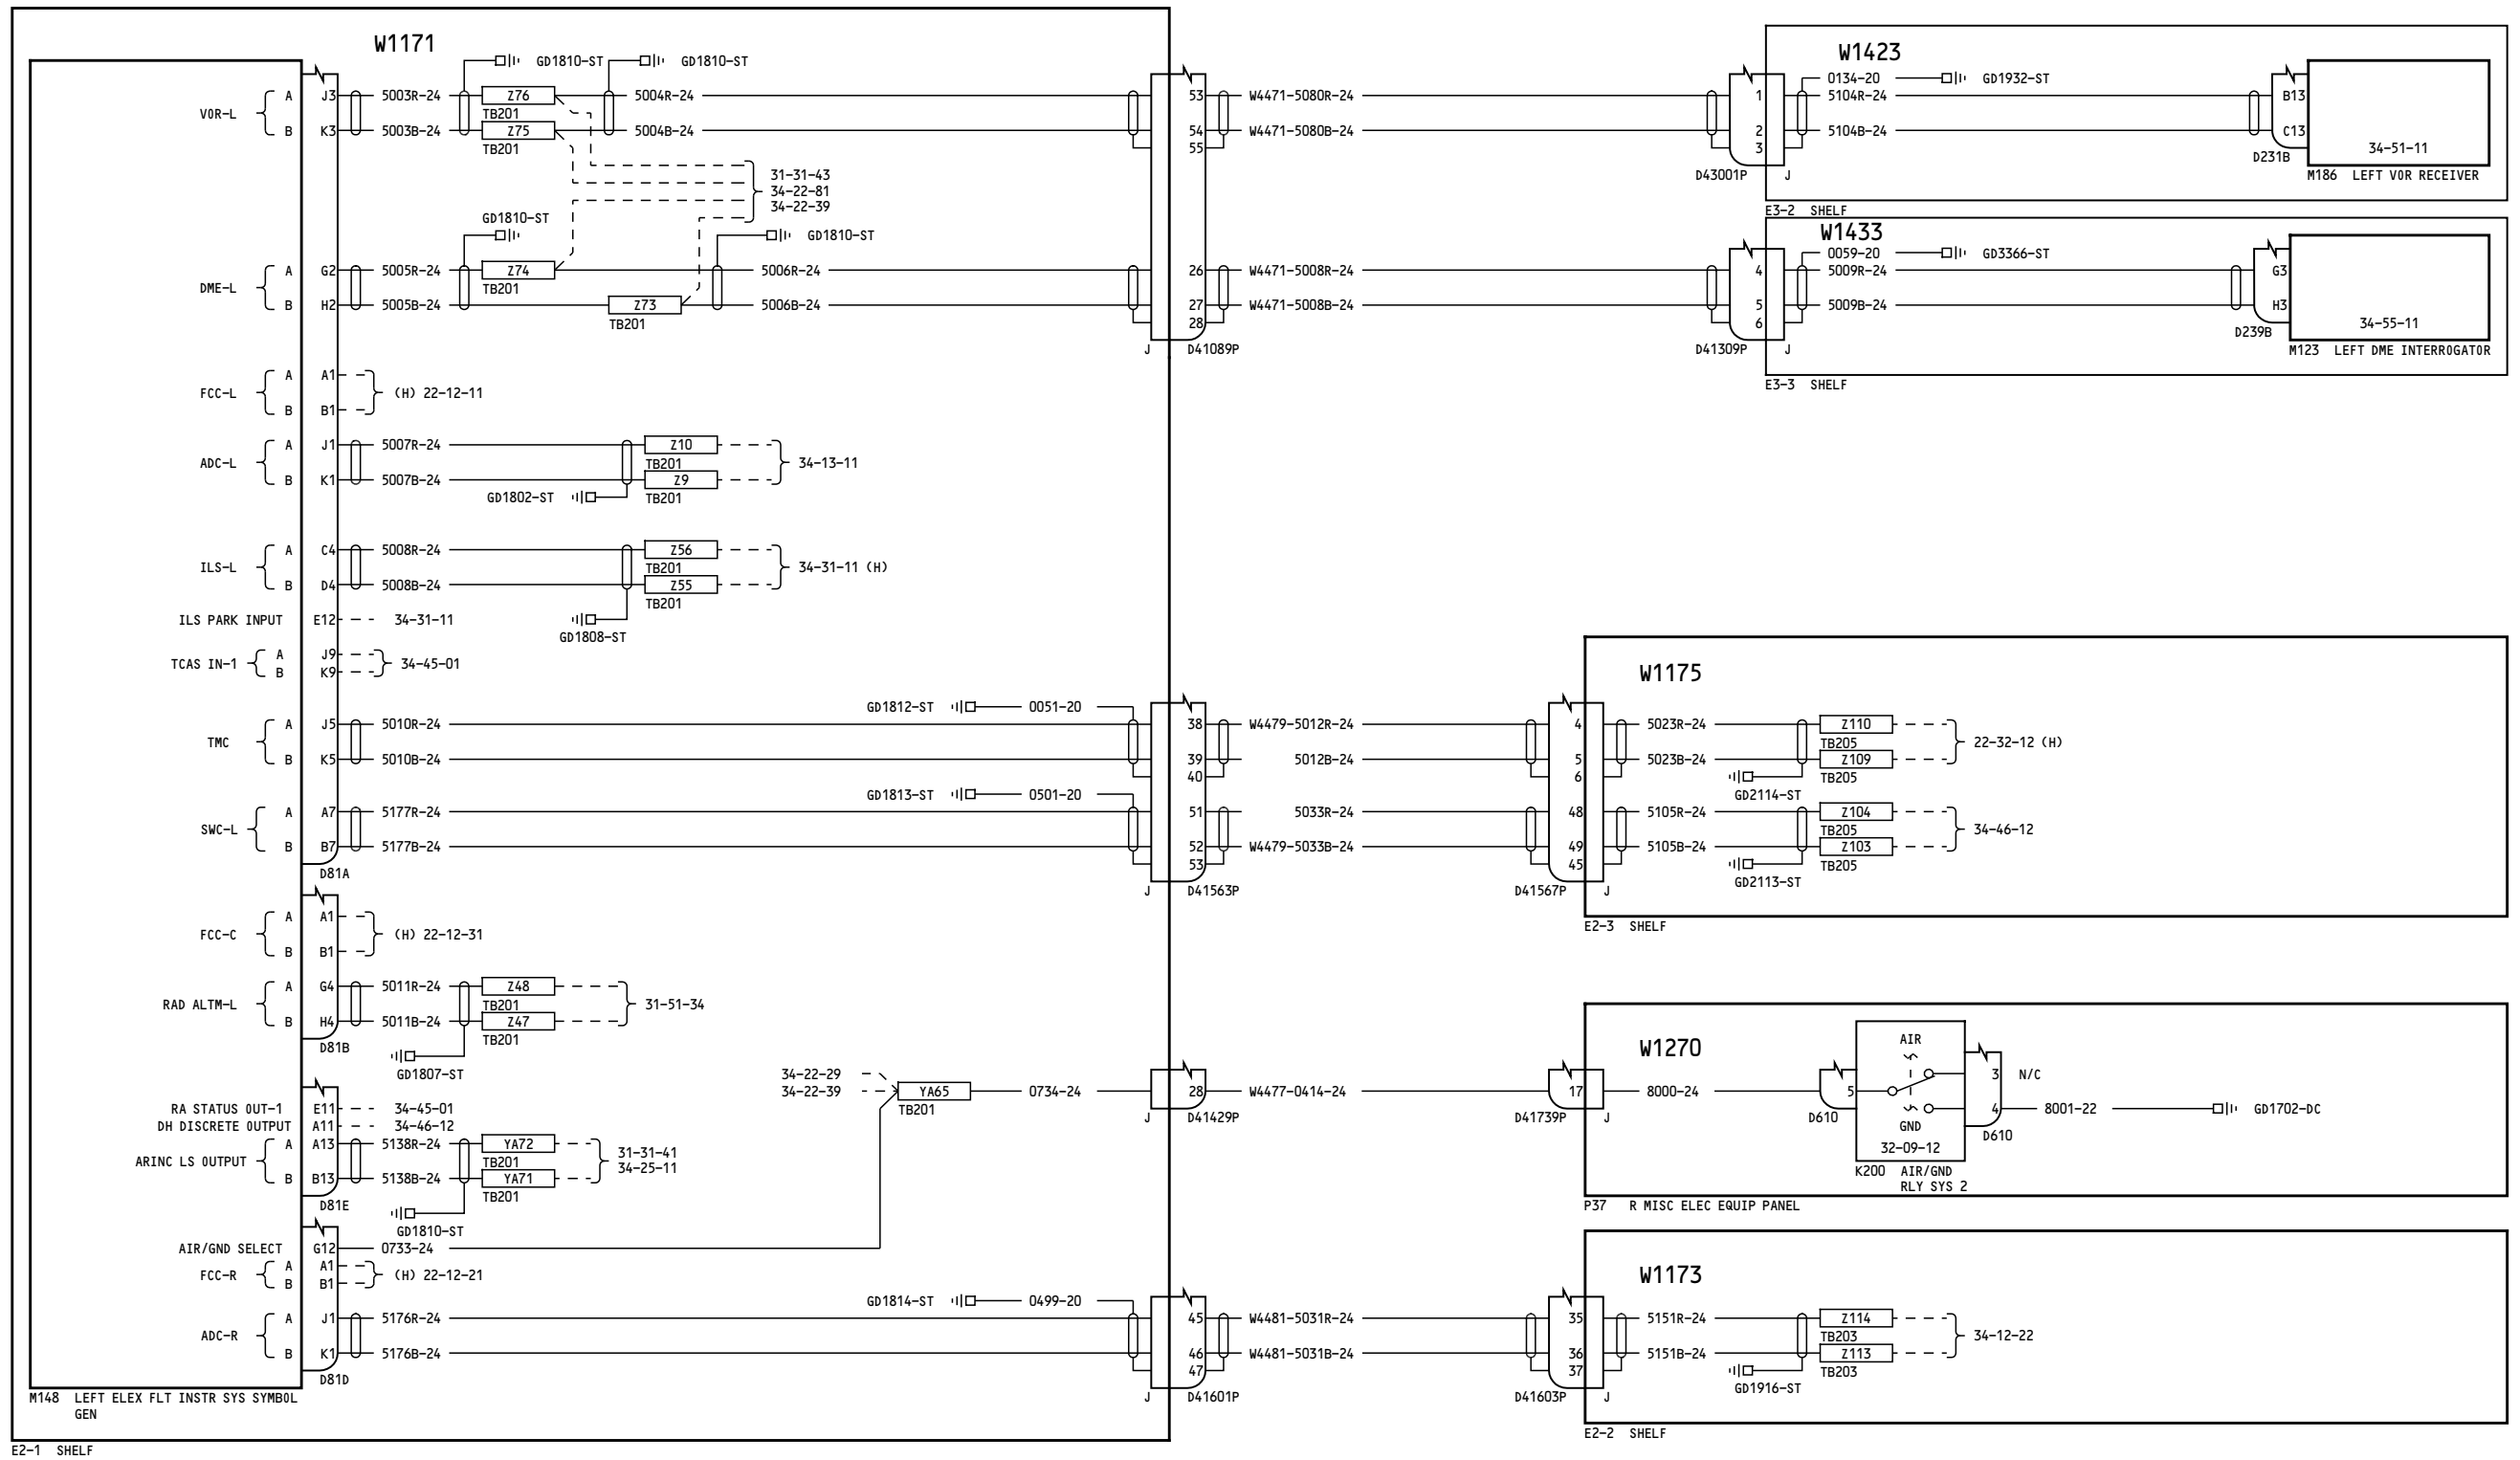 W1171
GD1810-ST
GD1810-ST
VOR-L
A J3 5003R-24 Z76 5004R-24 53 W4471-5080R-24 1
TB201
B K3 5003B-24 Z75 5004B-24 54 W4471-5080B-24 2
TB201
55
3
D43001P J
W1423
0134-20 GD1932-ST
5104R-24 B13
5104B-24 C13
D231B
34-51-11
M186 LEFT VOR RECEIVER
E3-2 SHELF
31-31-43
34-22-81
34-22-39
GD1810-ST
GD1810-ST
DME-L
A G2 5005R-24 Z74 5006R-24 26 W4471-5008R-24 4
TB201
B H2 5005B-24 Z73 5006B-24 27 W4471-5008B-24 5
TB201
28
6
J D41089P
D41309P J
W1433
0059-20 GD3366-ST
5009R-24 G3
5009B-24 H3
D239B
34-55-11
M123 LEFT DME INTERROGATOR
E3-3 SHELF
FCC-L
A A1
(H) 22-12-11
B B1
ADC-L
A J1 5007R-24 Z10
TB201
34-13-11
B K1 5007B-24 Z9
GD1802-ST TB201
ILS-L
A C4 5008R-24 Z56
TB201
34-31-11 (H)
B D4 5008B-24 Z55
TB201
GD1808-ST
ILS PARK INPUT E12 34-31-11
TCAS IN-1
A J9
34-45-01
B K9
GD1812-ST 0051-20
TMC
A J5 5010R-24 38 W4479-5012R-24 4
B K5 5010B-24 39 5012B-24 5
40
6
GD1813-ST 0501-20
SWC-L
A A7 5177R-24 51 5033R-24 48
B B7 5177B-24 52 W4479-5033B-24 49
53
45
D81A
J D41563P
D41567P J
W1175
5023R-24 Z110
TB205
22-32-12 (H)
5023B-24 Z109
TB205
GD2114-ST
5105R-24 Z104
TB205
34-46-12
5105B-24 Z103
TB205
GD2113-ST
E2-3 SHELF
FCC-C
A A1
(H) 22-12-31
B B1
RAD ALTM-L
A G4 5011R-24 Z48
TB201
31-51-34
B H4 5011B-24 Z47
TB201
D81B
GD1807-ST
34-22-29
34-22-39
YA65 0734-24 28 W4477-0414-24 17
TB201
J D41429P
D41739P J
W1270
8000-24 5
D610
AIR
GND
32-09-12
K200 AIR/GND
RLY SYS 2
3 N/C
4 8001-22 GD1702-DC
D610
P37 R MISC ELEC EQUIP PANEL
RA STATUS OUT-1 E11 34-45-01
DH DISCRETE OUTPUT A11 34-46-12
ARINC LS OUTPUT
A A13 5138R-24 YA72
TB201
31-31-41
34-25-11
B B13 5138B-24 YA71
TB201
D81E
GD1810-ST
AIR/GND SELECT G12 0733-24
FCC-R
A A1
(H) 22-12-21
B B1
GD1814-ST 0499-20
ADC-R
A J1 5176R-24 45 W4481-5031R-24 35
B K1 5176B-24 46 W4481-5031B-24 36
47
37
D81D
J D41601P
D41603P J
W1173
5151R-24 Z114
TB203
34-12-22
5151B-24 Z113
TB203
GD1916-ST
E2-2 SHELF
M148 LEFT ELEX FLT INSTR SYS SYMBOL
GEN
E2-1 SHELF